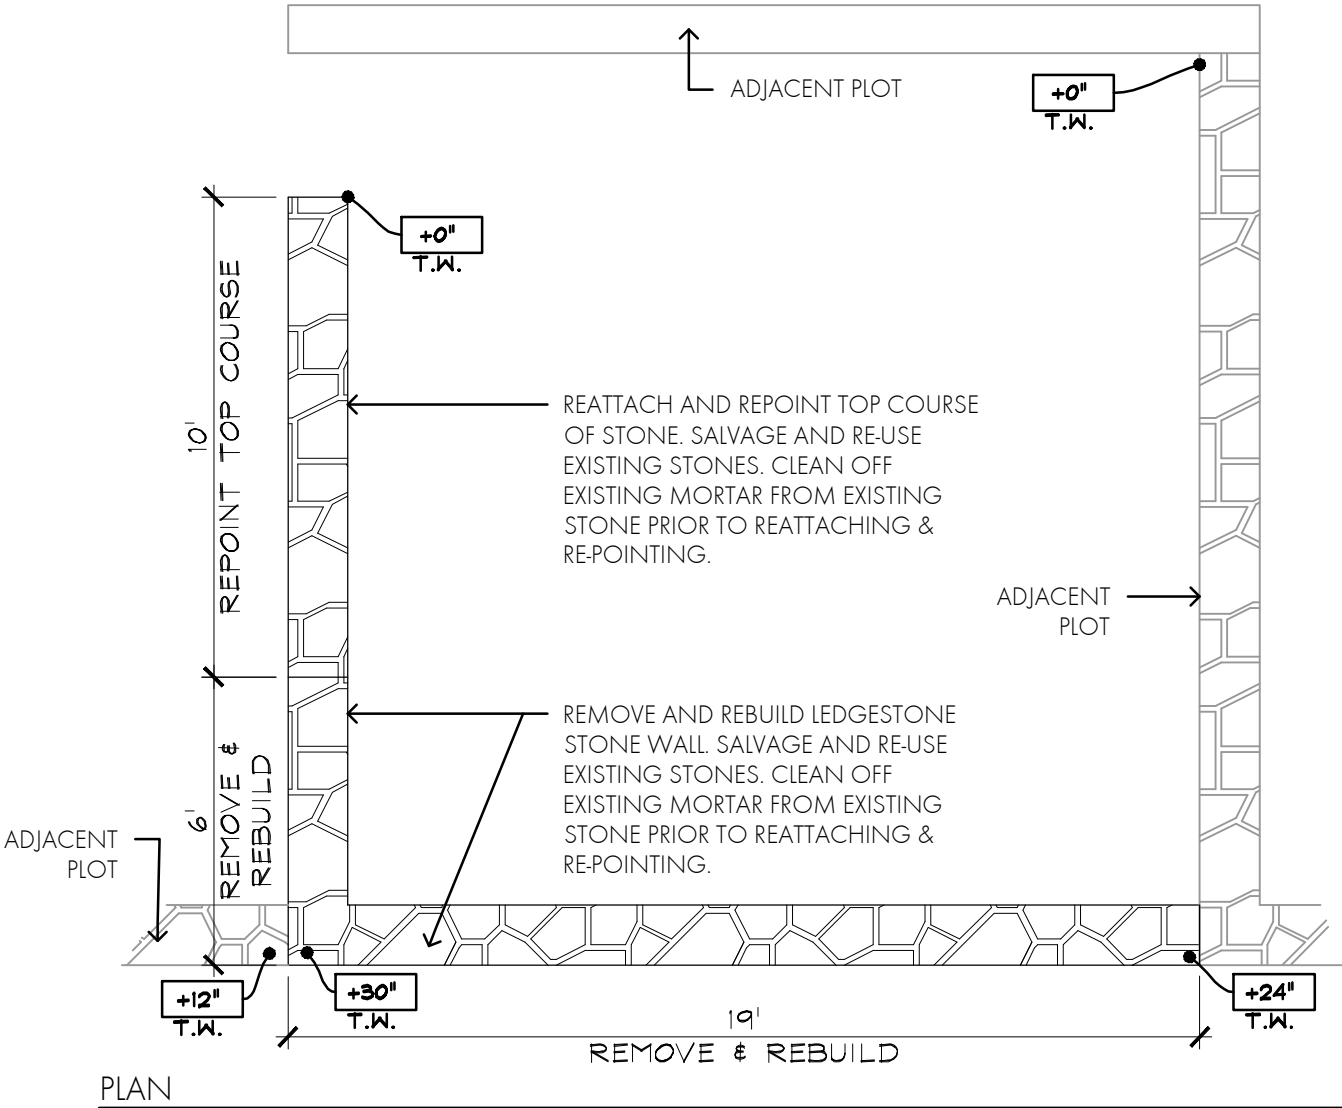 ADJACENT PLOT
+0"
T.W.
+0"
T.W.
10'
REPOINT TOP COURSE
REATTACH AND REPOINT TOP COURSE
OF STONE. SALVAGE AND RE-USE
EXISTING STONES. CLEAN OFF
EXISTING MORTAR FROM EXISTING
STONE PRIOR TO REATTACHING &
RE-POINTING.
ADJACENT
PLOT
6'
REMOVE &
REBUILD
REMOVE AND REBUILD LEDGESTONE
STONE WALL. SALVAGE AND RE-USE
EXISTING STONES. CLEAN OFF
EXISTING MORTAR FROM EXISTING
STONE PRIOR TO REATTACHING &
RE-POINTING.
ADJACENT
PLOT
+12"
T.W.
+30"
T.W.
+24"
T.W.
19'
REMOVE & REBUILD
PLAN